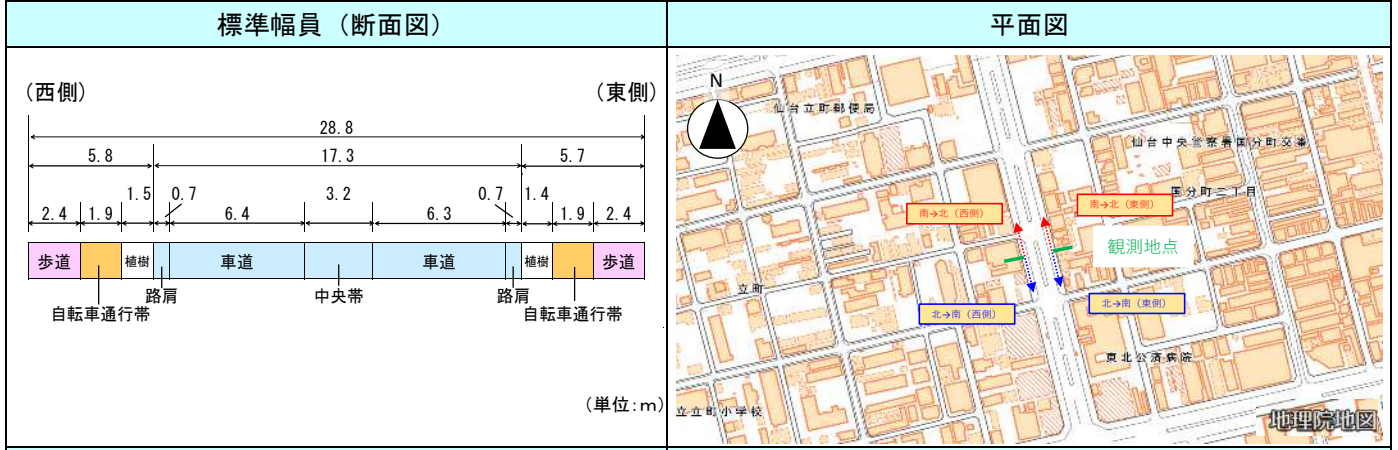 標準幅員（断面図）
平面図
（西側）
（東側）
28.8
5.8
17.3
5.7
1.5
0.7
3.2
0.7
1.4
2.4
1.9
6.4
6.3
1.9
2.4
歩道
植樹
車道
車道
植樹
歩道
路肩
中央帯
路肩
自転車通行帯
自転車通行帯
（単位:ｍ）
N
仙台立町郵便局
仙台中央警察署国分町交番
国分町二丁目
南→北（西側）
南→北（東側）
観測地点
立町
北→南（西側）
北→南（東側）
東北公済病院
立立町小学校
地理院地図